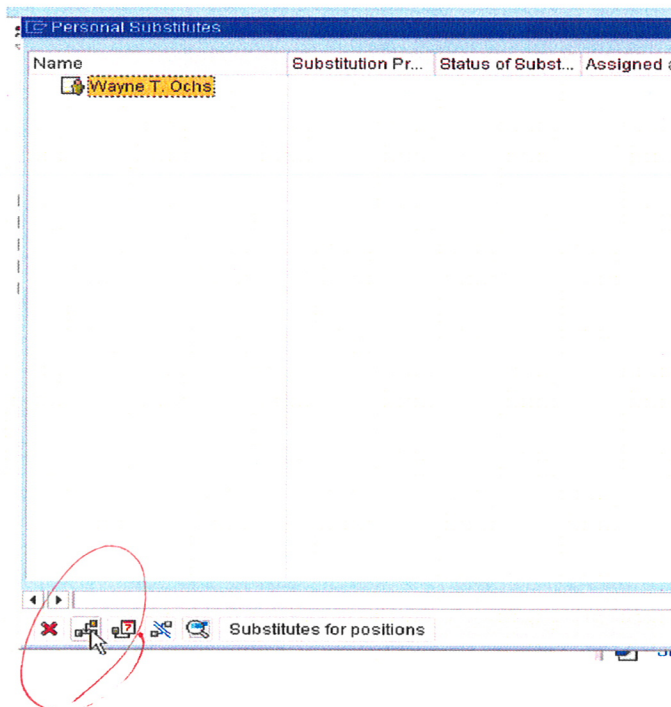 Personal Substitutes
Name Substitution Pr... Status of Subst... Assigned a
Wayne T. Ochs
Substitutes for positions